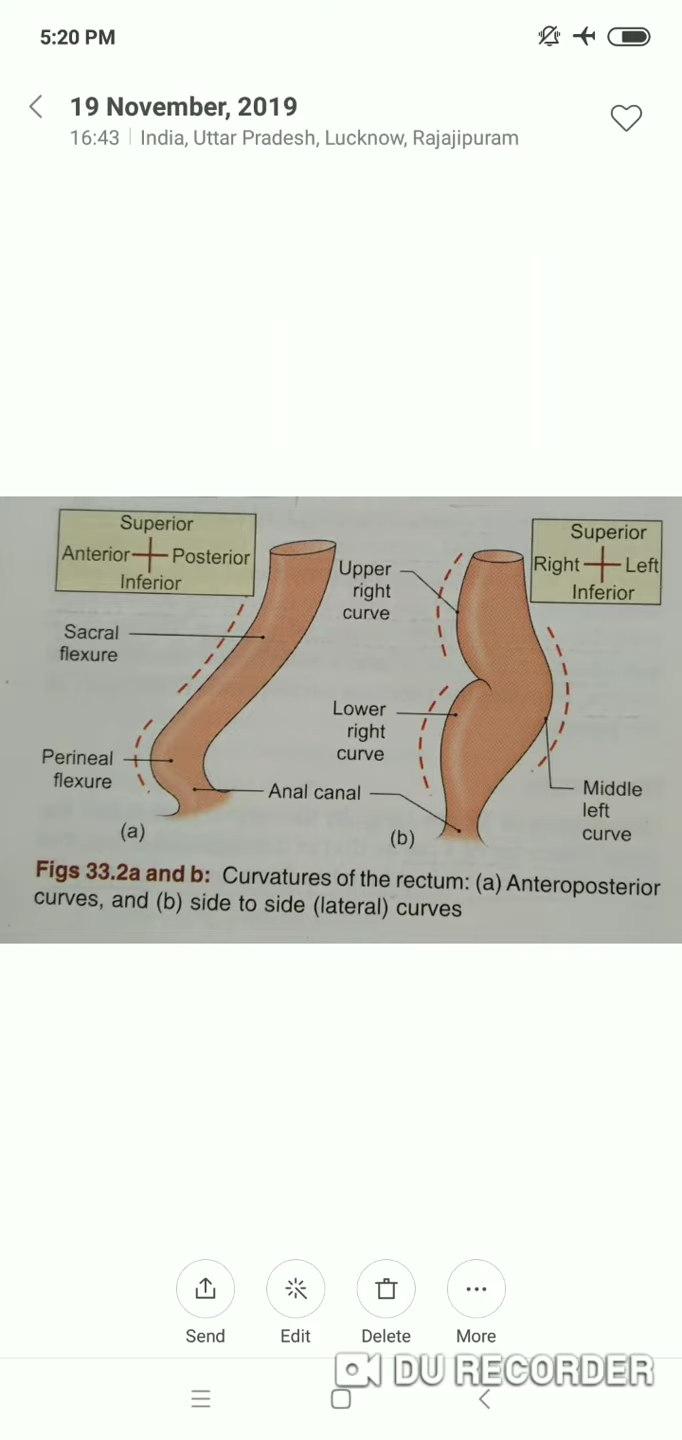 5:20 PM
19 November, 2019
16:43 | India, Uttar Pradesh, Lucknow, Rajajipuram
Superior
Anterior Posterior
Inferior
Sacral
flexure
Perineal
flexure
Anal canal
(a)
Upper
right
curve
Superior
Right Left
Inferior
Lower
right
curve
Middle
left
curve
(b)
Figs 33.2a and b: Curvatures of the rectum: (a) Anteroposterior
curves, and (b) side to side (lateral) curves
Send Edit Delete More
DU RECORDER